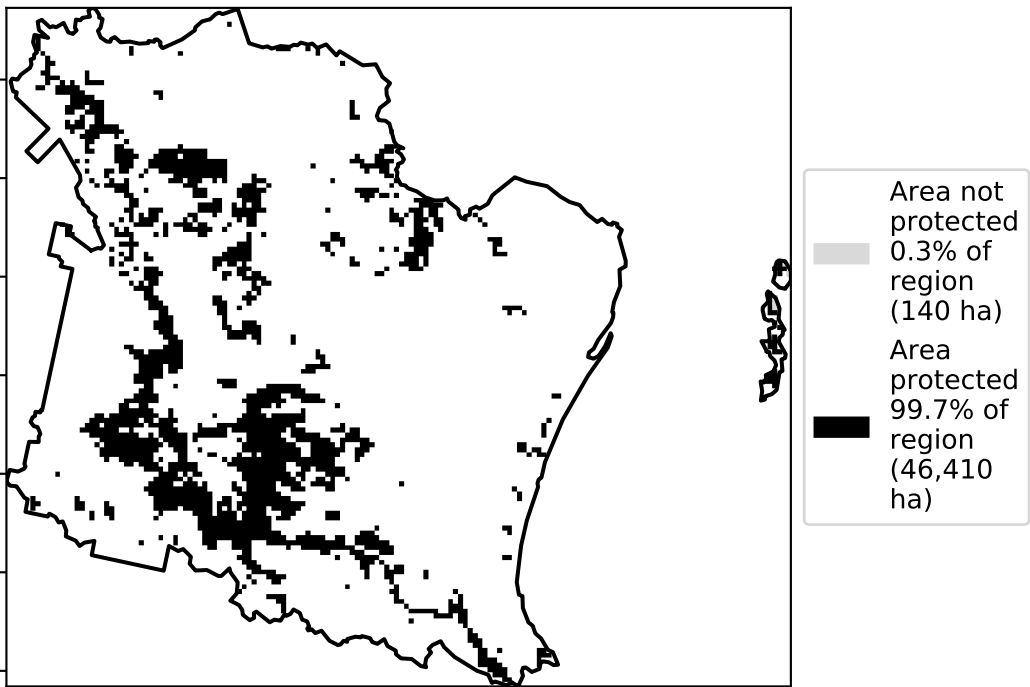 Area not
protected
0.3% of
region
(140 ha)
Area
protected
99.7% of
region
(46,410
ha)